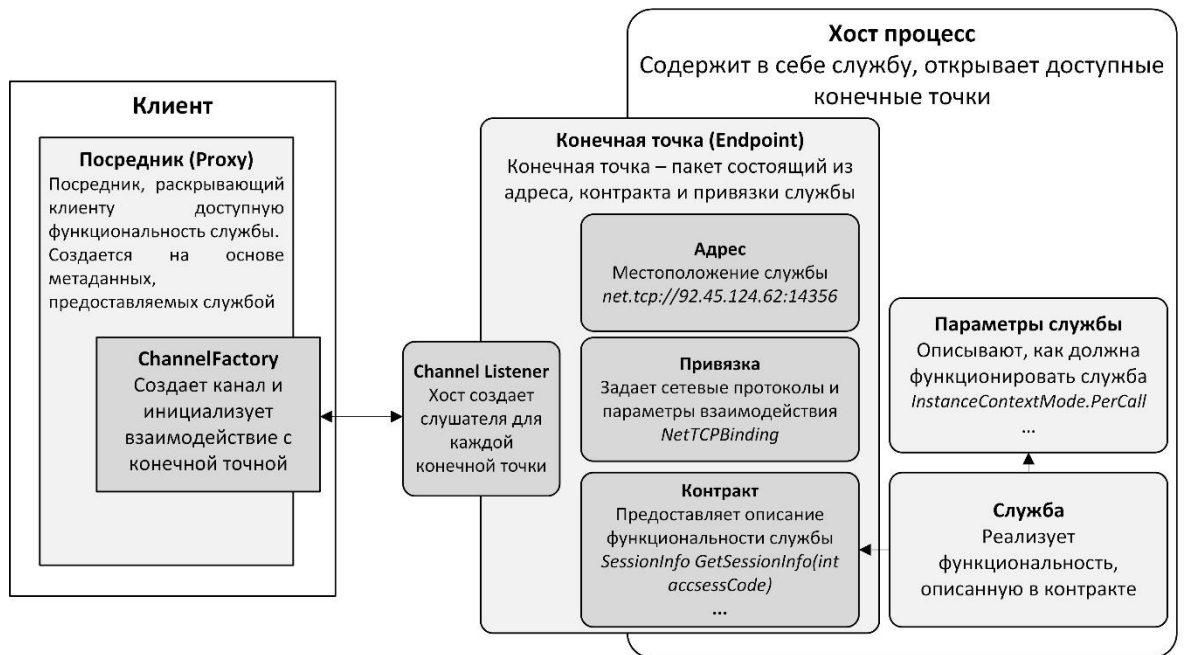 Хост процесс
Содержит в себе службу, открывает доступные
конечные точки
Клиент
Посредник (Proxy)
Посредник, раскрывающий
клиенту доступную
функциональность службы.
Создается на основе
метаданных,
предоставляемых службой
ChannelFactory
Создает канал и
инициализует
взаимодействие с
конечной точной
Channel Listener
Хост создает
слушателя для
каждой
конечной точки
Конечная точка (Endpoint)
Конечная точка – пакет состоящий из
адреса, контракта и привязки службы
Адрес
Местоположение службы
net.tcp://92.45.124.62:14356
Привязка
Задает сетевые протоколы и
параметры взаимодействия
NetTCPBinding
Контракт
Предоставляет описание
функциональности службы
SessionInfo GetSessionInfo(int
accsessCode)
...
Параметры службы
Описывают, как должна
функционировать служба
InstanceContextMode.PerCall
...
Служба
Реализует
функциональность,
описанную в контракте